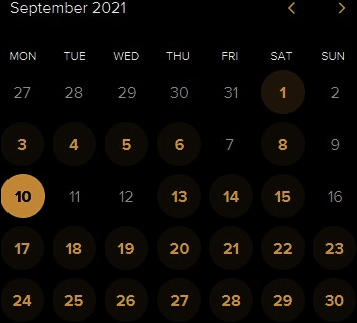 September 2021 < >
MON TUE WED THU FRI SAT SUN
27 28 29 30 31 1 2
3 4 5 6 7 8 9
10 11 12 13 14 15 16
17 18 19 20 21 22 23
24 25 26 27 28 29 30